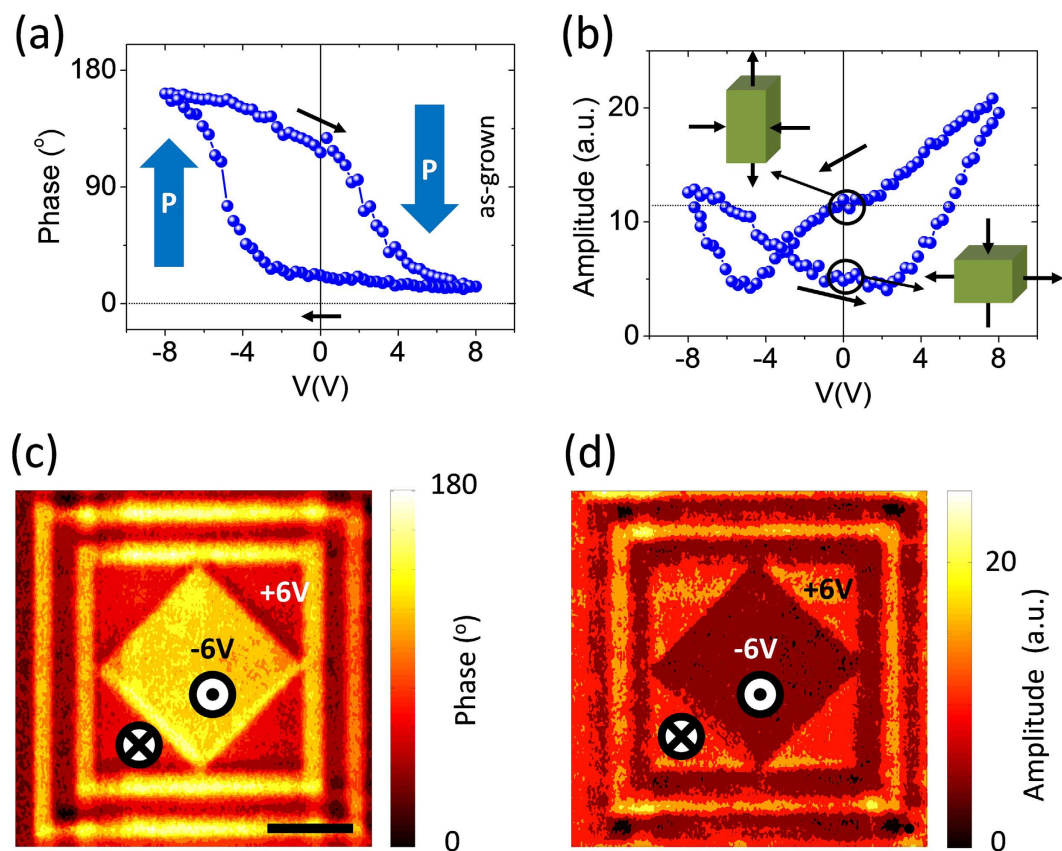 (a)
180
90
0
Phase (°)
P
P
as-grown
-8 -4 0 4 8
V(V)
(b)
20
10
0
Amplitude (a.u.)
-8 -4 0 4 8
V(V)
(c)
+6V
-6V
180
0
Phase (°)
(d)
+6V
-6V
20
0
Amplitude (a.u.)